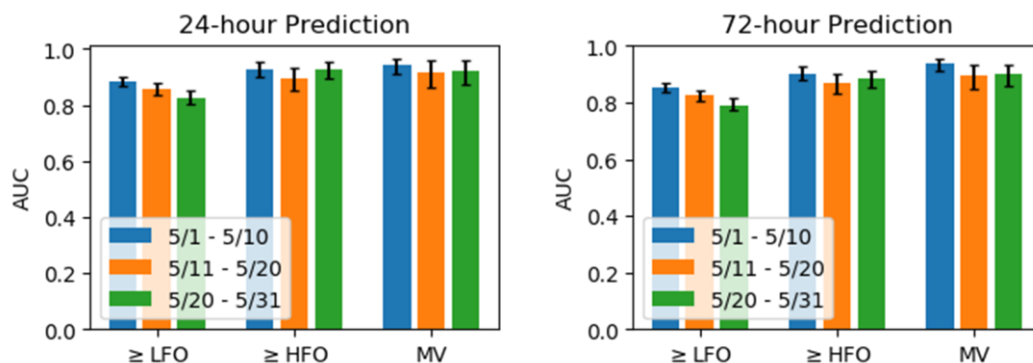 24-hour Prediction
1.0
0.8
0.6
0.4
0.2
0.0
AUC
5/1 - 5/10
5/11 - 5/20
5/20 - 5/31
≥ LFO
≥ HFO
MV
72-hour Prediction
1.0
0.8
0.6
0.4
0.2
0.0
AUC
5/1 - 5/10
5/11 - 5/20
5/20 - 5/31
≥ LFO
≥ HFO
MV